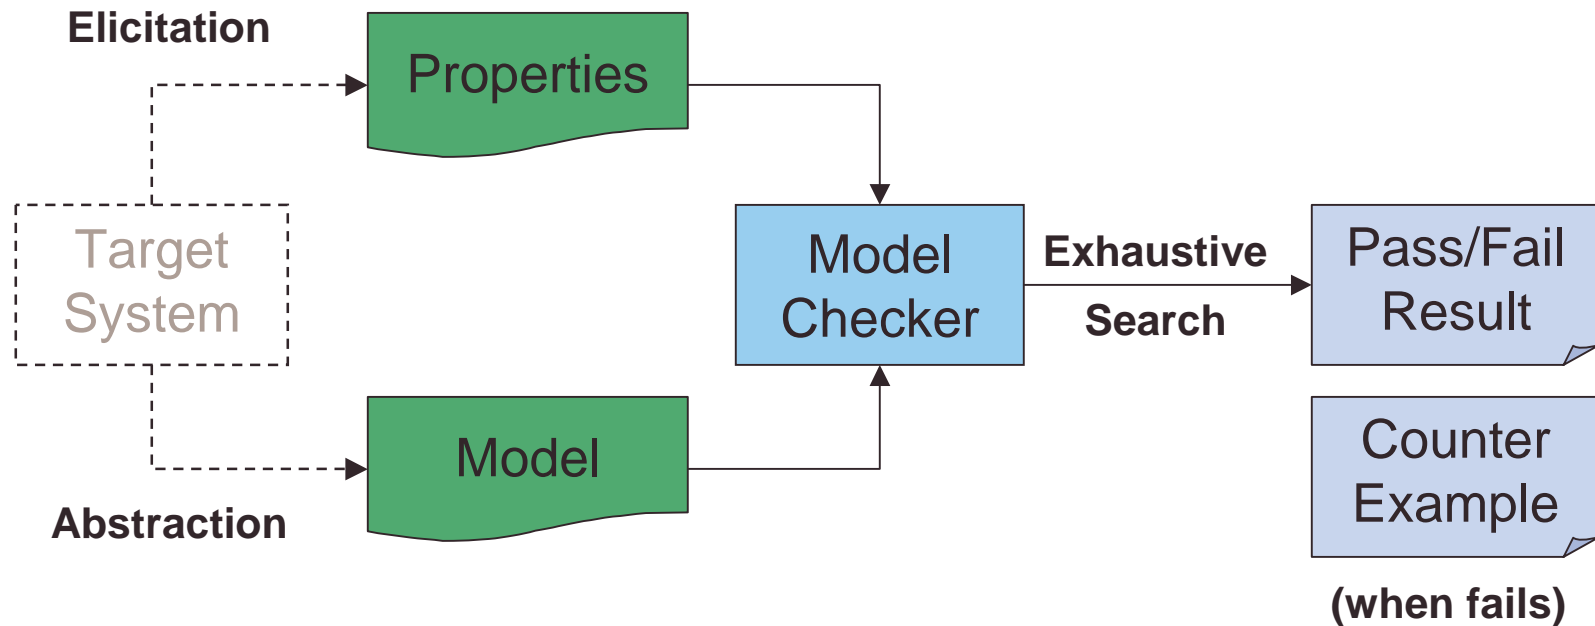 Elicitation
Properties
Target
System
Model
Checker
Exhaustive
Search
Pass/Fail
Result
Model
Abstraction
Counter
Example
(when fails)